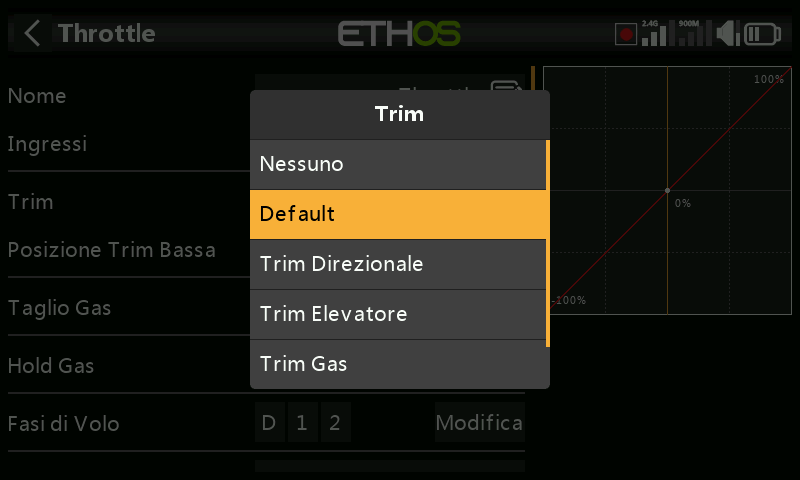 Throttle
ETHOS
2.4G
900M
Nome
Ingressi
Trim
Posizione Trim Bassa
Taglio Gas
Hold Gas
Fasi di Volo
D 1 2 Modifica
Trim
Nessuno
Default
Trim Direzionale
Trim Elevatore
Trim Gas
100%
0%
-100%